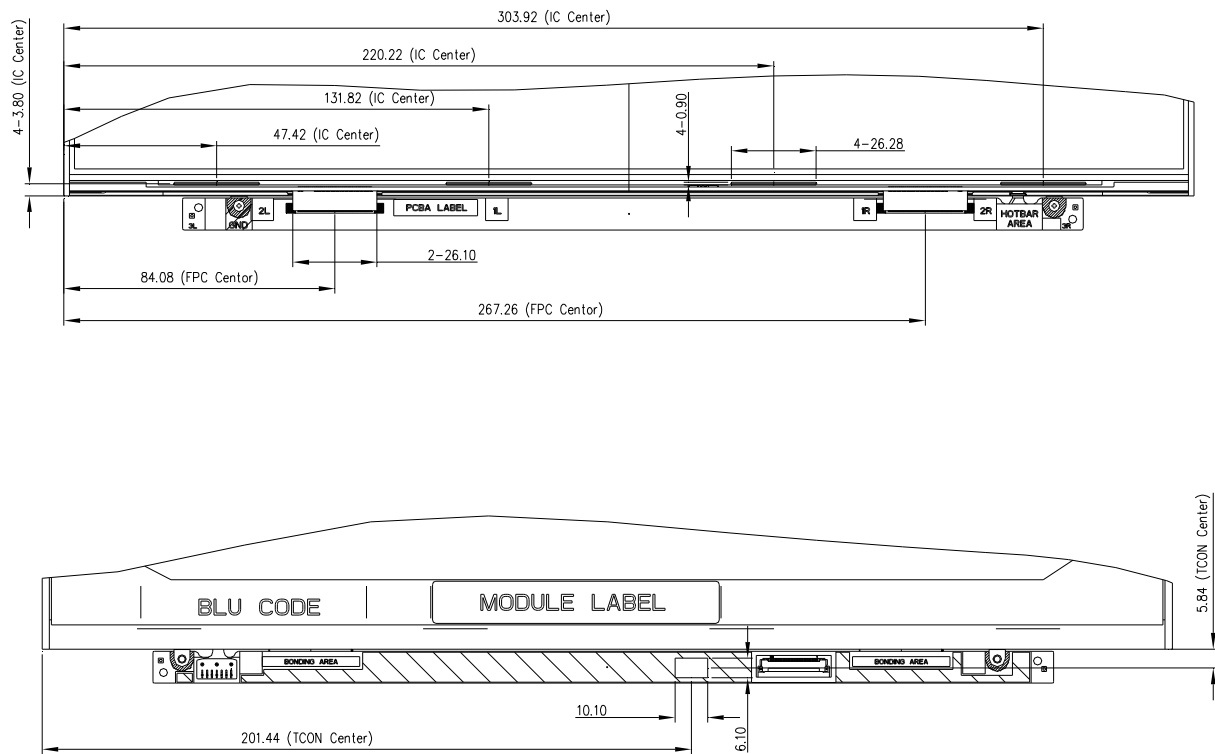 303.92 (IC Center)
220.22 (IC Center)
131.82 (IC Center)
47.42 (IC Center)
4-3.80 (IC Center)
4-0.90
4-26.28
3L
GND
2L
PCBA LABEL
1L
1R
2R
HOTBAR
AREA
3R
2-26.10
84.08 (FPC Centor)
267.26 (FPC Centor)
BLU CODE
MODULE LABEL
5.84 (TCON Center)
BONDING AREA
BONDING AREA
10.10
6.10
201.44 (TCON Center)